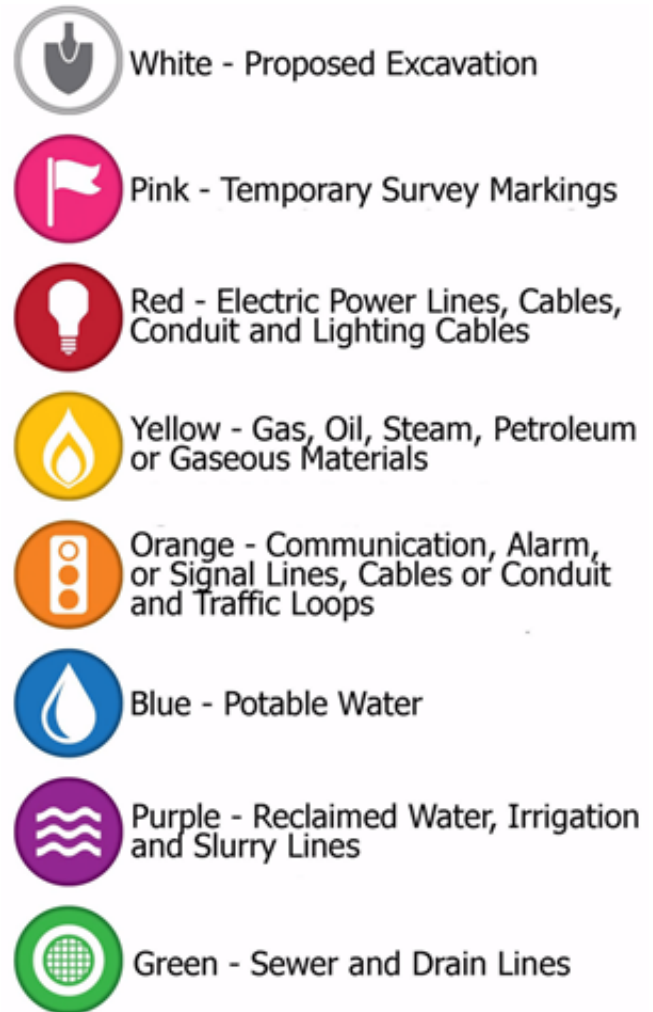 White - Proposed Excavation
Pink - Temporary Survey Markings
Red - Electric Power Lines, Cables,
Conduit and Lighting Cables
Yellow - Gas, Oil, Steam, Petroleum
or Gaseous Materials
Orange - Communication, Alarm,
or Signal Lines, Cables or Conduit
and Traffic Loops
Blue - Potable Water
Purple - Reclaimed Water, Irrigation
and Slurry Lines
Green - Sewer and Drain Lines